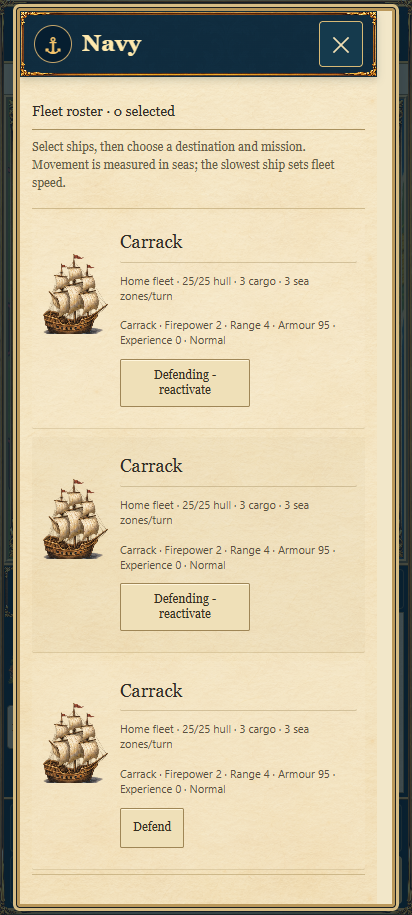 Navy
Fleet roster · 0 selected
Select ships, then choose a destination and mission.
Movement is measured in seas; the slowest ship sets fleet
speed.
Carrack
Home fleet · 25/25 hull · 3 cargo · 3 sea
zones/turn
Carrack · Firepower 2 · Range 4 · Armour 95 ·
Experience 0 · Normal
Defending -
reactivate
Carrack
Home fleet · 25/25 hull · 3 cargo · 3 sea
zones/turn
Carrack · Firepower 2 · Range 4 · Armour 95 ·
Experience 0 · Normal
Defending -
reactivate
Carrack
Home fleet · 25/25 hull · 3 cargo · 3 sea
zones/turn
Carrack · Firepower 2 · Range 4 · Armour 95 ·
Experience 0 · Normal
Defend